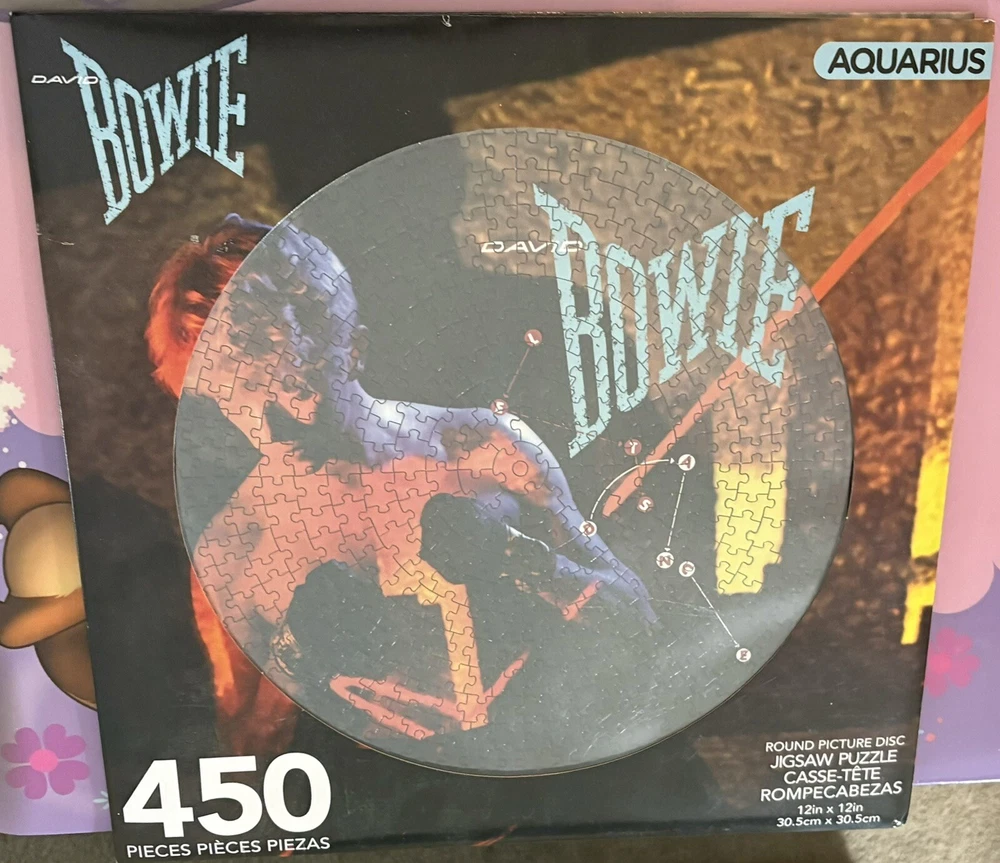 DAVID
BOWIE
AQUARIUS
DAVID
BOWIE
L
E
T
'
S
D
A
N
C
E
450
PIECES PIÈCES PIEZAS
ROUND PICTURE DISC
JIGSAW PUZZLE
CASSE-TÊTE
ROMPECABEZAS
12in x 12in
30.5cm x 30.5cm